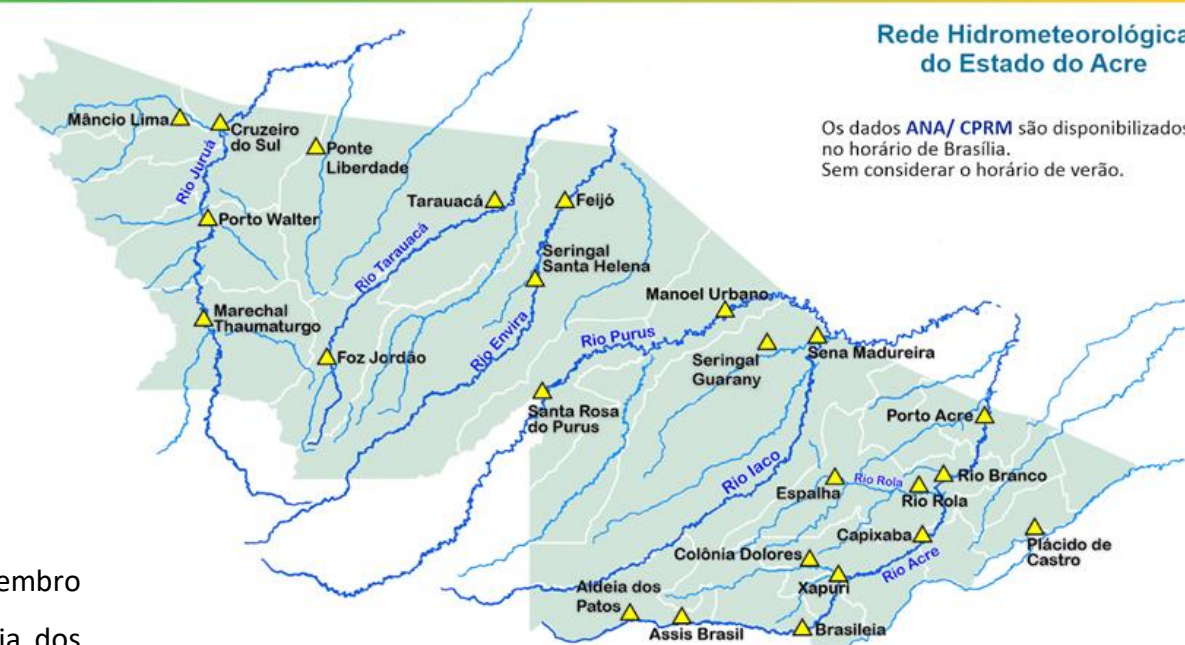 Rede Hidrometeorológica
do Estado do Acre
Os dados ANA/ CPRM são disponibilizados
no horário de Brasília.
Sem considerar o horário de verão.
Mâncio Lima
Cruzeiro
do Sul
Ponte
Liberdade
Rio Juruá
Porto Walter
Tarauacá
Feijó
Rio Tarauacá
Seringal
Santa Helena
Marechal
Thaumaturgo
Foz Jordão
Rio Envira
Manoel Urbano
Rio Purus
Seringal
Guarany
Sena Madureira
Santa Rosa
do Purus
Porto Acre
Rio Iaco
Espalha
Rio Rola
Rio Rola
Rio Branco
Capixaba
Plácido de
Castro
Colônia Dolores
Rio Acre
Xapuri
Aldeia dos
Patos
Assis Brasil
Brasileia
embro
ia dos